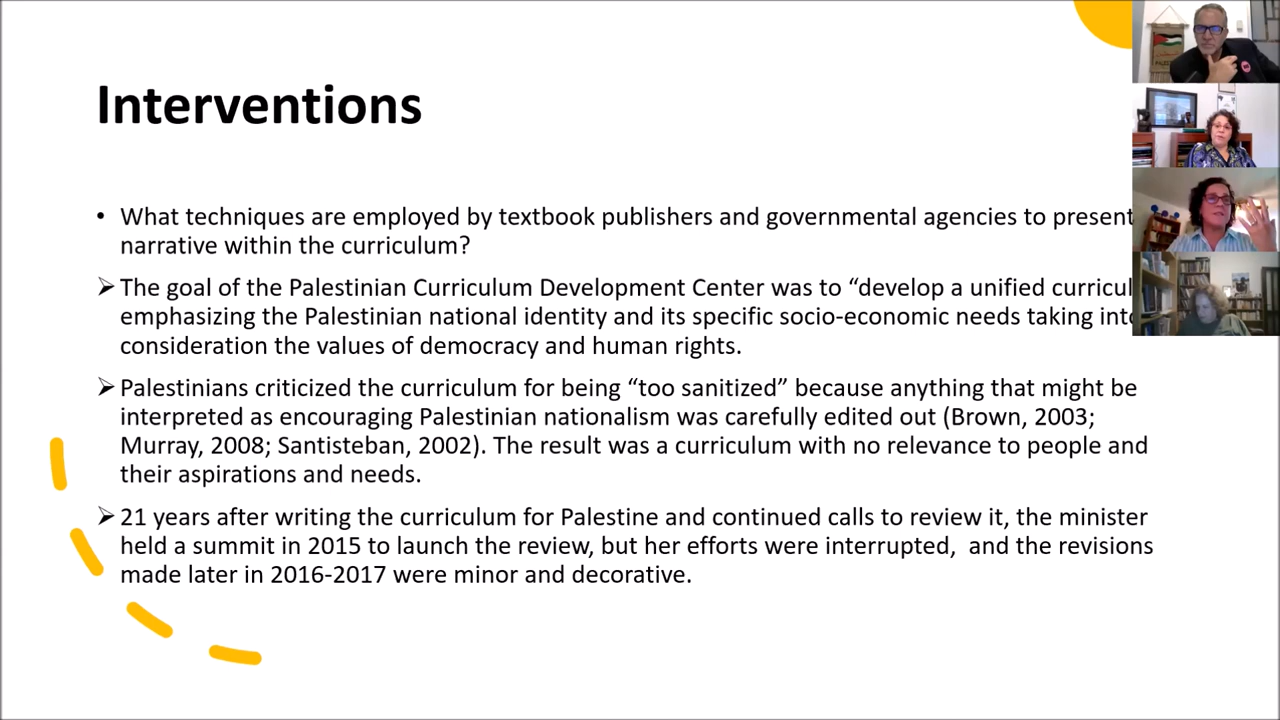 Interventions
• What techniques are employed by textbook publishers and governmental agencies to present
narrative within the curriculum?
➢ The goal of the Palestinian Curriculum Development Center was to “develop a unified
emphasizing the Palestinian national identity and its specific socio-economic needs taking
consideration the values of democracy and human rights.
➢ Palestinians criticized the curriculum for being “too sanitized” because anything that might be
interpreted as encouraging Palestinian nationalism was carefully edited out (Brown, 2003;
Murray, 2008; Santisteban, 2002). The result was a curriculum with no relevance to people and
their aspirations and needs.
➢ 21 years after writing the curriculum for Palestine and continued calls to review it, the minister
held a summit in 2015 to launch the review, but her efforts were interrupted,  and the revisions
made later in 2016-2017 were minor and decorative.